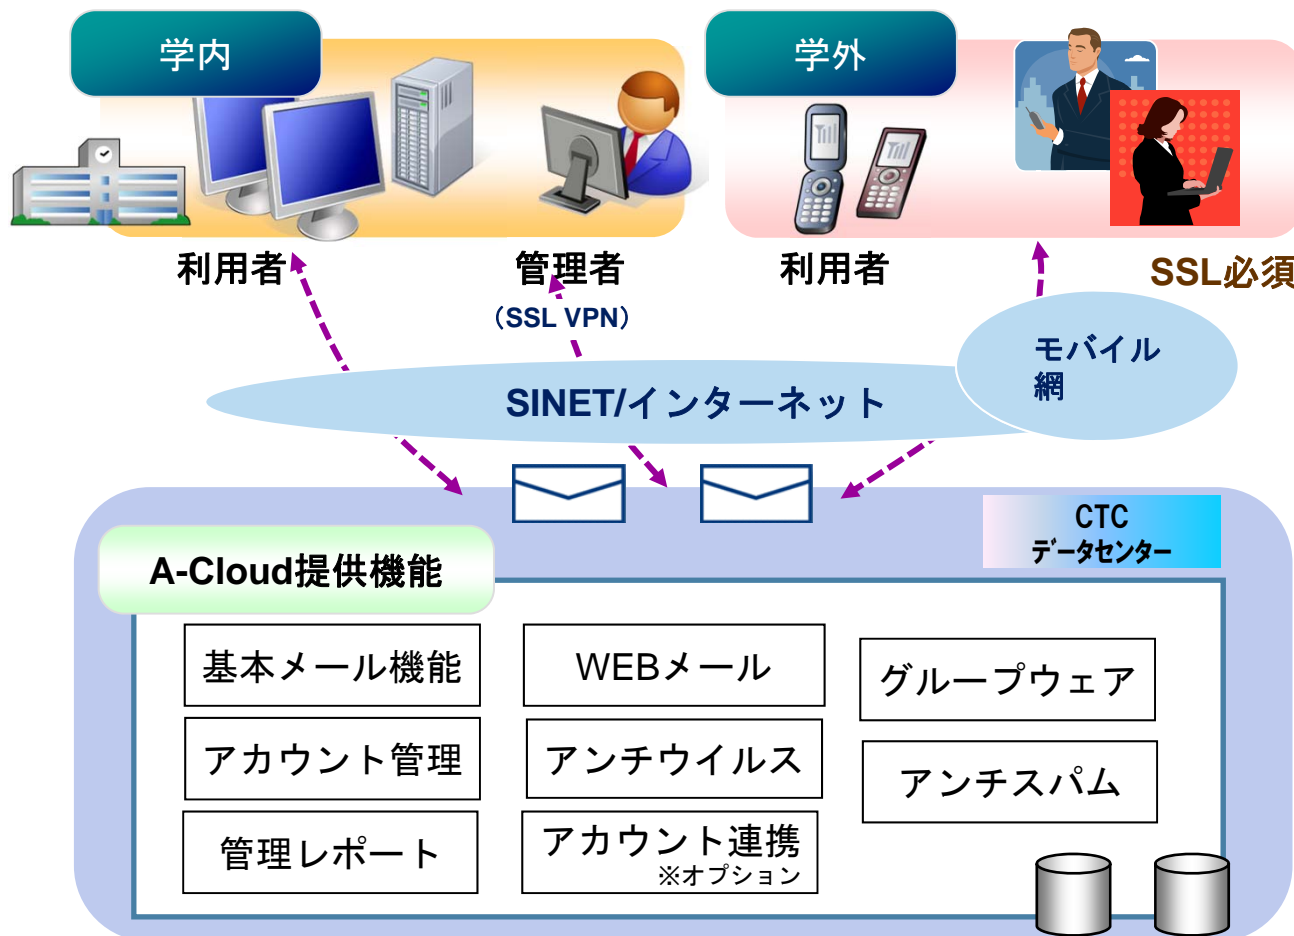 学内
学外
利用者
管理者
利用者
SSL必須
（SSL VPN）
モバイル
網
SINET/インターネット
CTC
データセンター
A-Cloud提供機能
基本メール機能
WEBメール
グループウェア
アカウント管理
アンチウイルス
アンチスパム
管理レポート
アカウント連携
※オプション